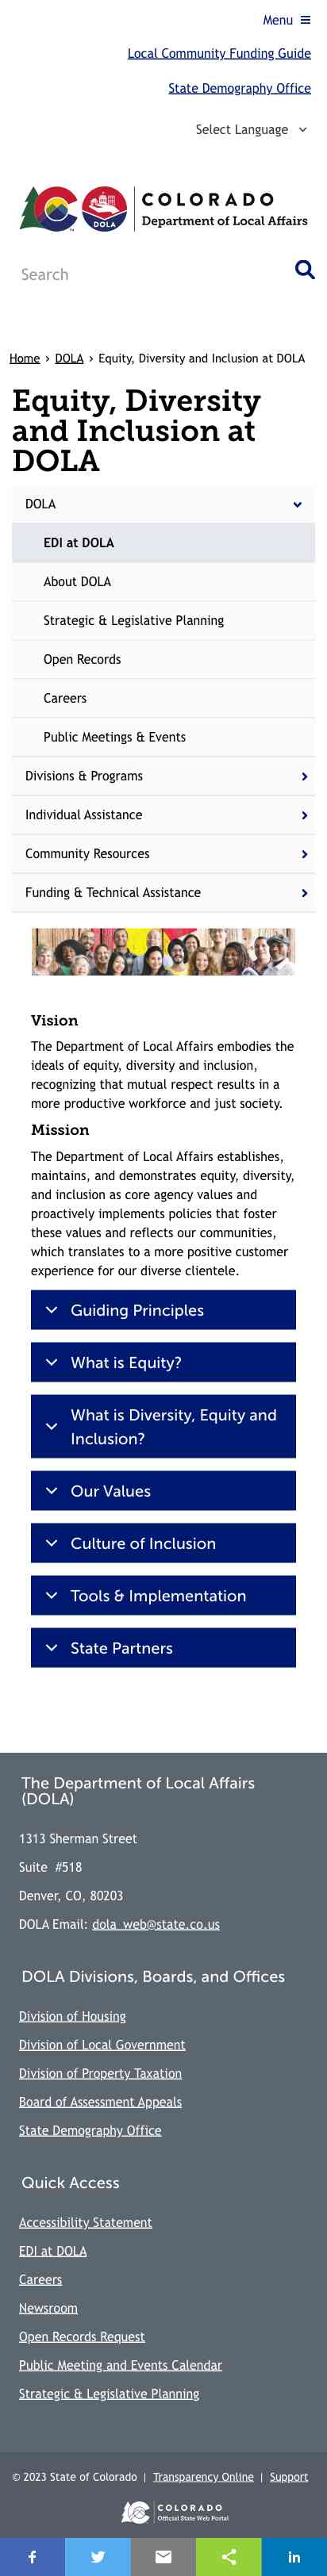 Menu
Local Community Funding Guide
State Demography Office
Select Language
COLORADO
Department of Local Affairs
DOLA
Search
Home › DOLA › Equity, Diversity and Inclusion at DOLA
Equity, Diversity
and Inclusion at
DOLA
DOLA
EDI at DOLA
About DOLA
Strategic & Legislative Planning
Open Records
Careers
Public Meetings & Events
Divisions & Programs
Individual Assistance
Community Resources
Funding & Technical Assistance
Vision
The Department of Local Affairs embodies the
ideals of equity, diversity and inclusion,
recognizing that mutual respect results in a
more productive workforce and just society.
Mission
The Department of Local Affairs establishes,
maintains, and demonstrates equity, diversity,
and inclusion as core agency values and
proactively implements policies that foster
these values and reflects our communities,
which translates to a more positive customer
experience for our diverse clientele.
Guiding Principles
What is Equity?
What is Diversity, Equity and
Inclusion?
Our Values
Culture of Inclusion
Tools & Implementation
State Partners
The Department of Local Affairs
(DOLA)
1313 Sherman Street
Suite #518
Denver, CO, 80203
DOLA Email: dola_web@state.co.us
DOLA Divisions, Boards, and Offices
Division of Housing
Division of Local Government
Division of Property Taxation
Board of Assessment Appeals
State Demography Office
Quick Access
Accessibility Statement
EDI at DOLA
Careers
Newsroom
Open Records Request
Public Meeting and Events Calendar
Strategic & Legislative Planning
© 2023 State of Colorado | Transparency Online | Support
COLORADO
Official State Web Portal